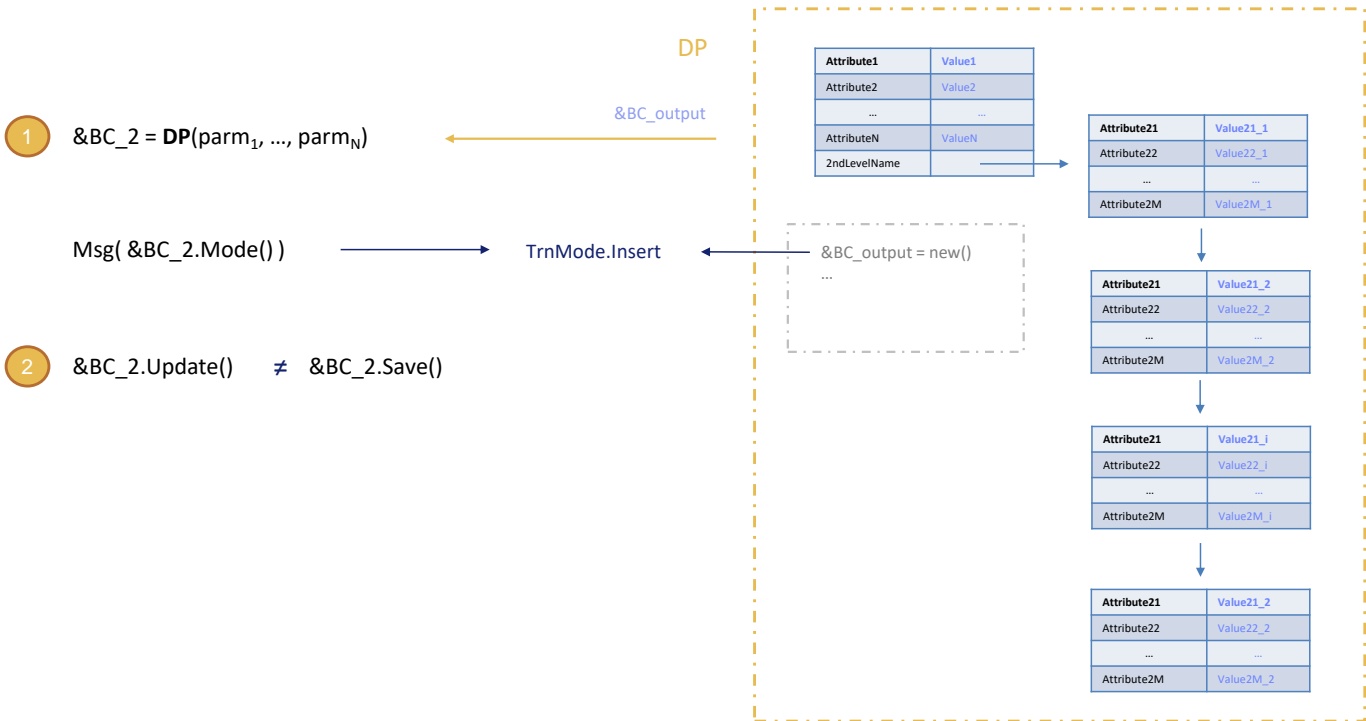 DP
&BC_output
1
&BC_2 = DP(parm1, …, parmN)
Msg( &BC_2.Mode() )
TrnMode.Insert
2
&BC_2.Update() ≠ &BC_2.Save()
Attribute1 Value1
Attribute2 Value2
... ...
AttributeN ValueN
2ndLevelName
&BC_output = new()
...
Attribute21 Value21_1
Attribute22 Value22_1
... ...
Attribute2M Value2M_1
Attribute21 Value21_2
Attribute22 Value22_2
... ...
Attribute2M Value2M_2
Attribute21 Value21_i
Attribute22 Value22_i
... ...
Attribute2M Value2M_i
Attribute21 Value21_2
Attribute22 Value22_2
... ...
Attribute2M Value2M_2